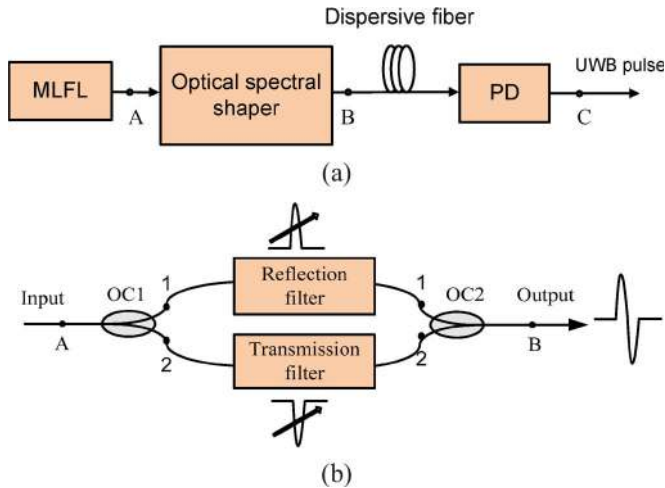 Dispersive fiber
MLFL
Optical spectral
shaper
PD
UWB pulse
A
B
C
(a)
1
Reflection
filter
1
Input
OC1
OC2
Output
A
B
2
Transmission
filter
2
(b)